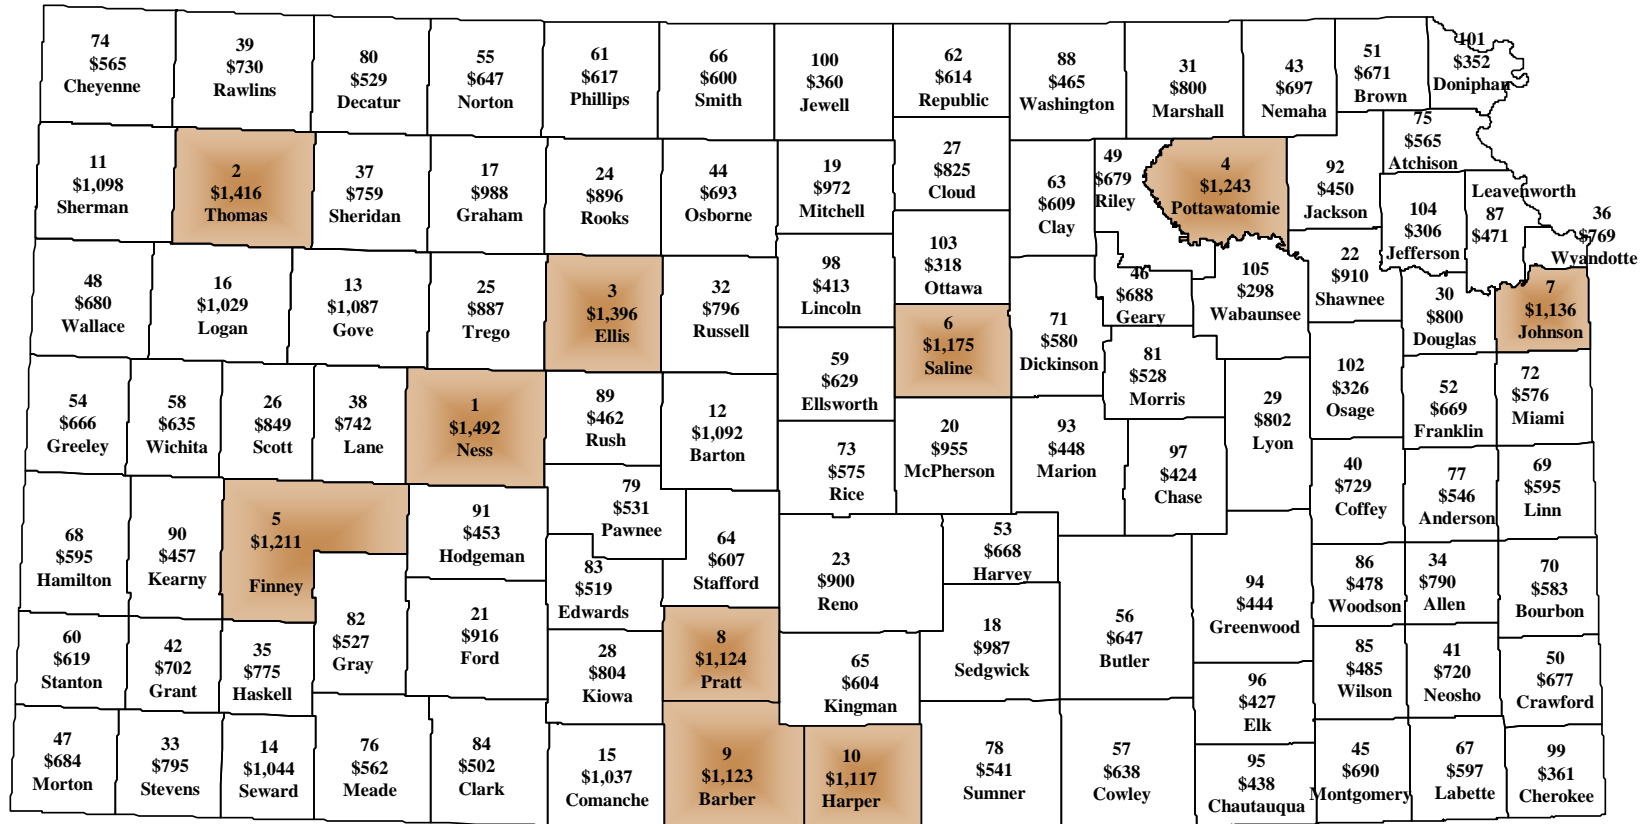 74
$565
Cheyenne
39
$730
Rawlins
80
$529
Decatur
55
$647
Norton
61
$617
Phillips
66
$600
Smith
100
$360
Jewell
62
$614
Republic
88
$465
Washington
31
$800
Marshall
43
$697
Nemaha
51
$671
Brown
101
$352
Doniphan
75
$565
Atchison
11
$1,098
Sherman
2
$1,416
Thomas
37
$759
Sheridan
17
$988
Graham
24
$896
Rooks
44
$693
Osborne
19
$972
Mitchell
27
$825
Cloud
63
$609
Clay
49
$679
Riley
4
$1,243
Pottawatomie
92
$450
Jackson
104
$306
Jefferson
Leavenworth
87
$471
36
$769
Wyandotte
48
$680
Wallace
16
$1,029
Logan
13
$1,087
Gove
25
$887
Trego
3
$1,396
Ellis
32
$796
Russell
98
$413
Lincoln
103
$318
Ottawa
6
$1,175
Saline
71
$580
Dickinson
46
$688
Geary
105
$298
Wabaunsee
22
$910
Shawnee
30
$800
Douglas
7
$1,136
Johnson
54
$666
Greeley
58
$635
Wichita
26
$849
Scott
38
$742
Lane
1
$1,492
Ness
89
$462
Rush
12
$1,092
Barton
59
$629
Ellsworth
73
$575
Rice
20
$955
McPherson
93
$448
Marion
81
$528
Morris
97
$424
Chase
29
$802
Lyon
102
$326
Osage
52
$669
Franklin
72
$576
Miami
40
$729
Coffey
77
$546
Anderson
69
$595
Linn
68
$595
Hamilton
90
$457
Kearny
5
$1,211
Finney
91
$453
Hodgeman
79
$531
Pawnee
83
$519
Edwards
64
$607
Stafford
23
$900
Reno
53
$668
Harvey
18
$987
Sedgwick
56
$647
Butler
94
$444
Greenwood
86
$478
Woodson
34
$790
Allen
70
$583
Bourbon
60
$619
Stanton
42
$702
Grant
35
$775
Haskell
82
$527
Gray
21
$916
Ford
28
$804
Kiowa
8
$1,124
Pratt
65
$604
Kingman
96
$427
Elk
85
$485
Wilson
41
$720
Neosho
50
$677
Crawford
47
$684
Morton
33
$795
Stevens
14
$1,044
Seward
76
$562
Meade
84
$502
Clark
15
$1,037
Comanche
9
$1,123
Barber
10
$1,117
Harper
78
$541
Sumner
57
$638
Cowley
95
$438
Chautauqua
45
$690
Montgomery
67
$597
Labette
99
$361
Cherokee